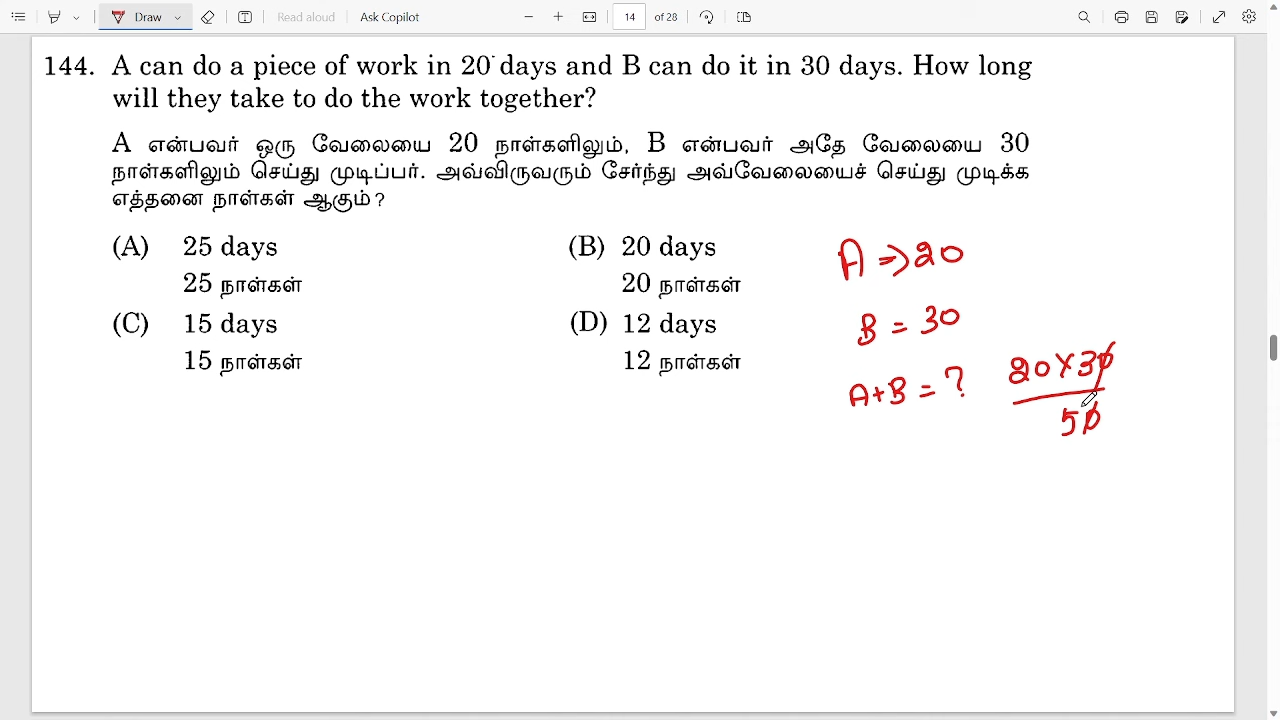 Draw
Read aloud
Ask Copilot
14
of 28
144. A can do a piece of work in 20 days and B can do it in 30 days. How long
will they take to do the work together?
A என்பவர் ஒரு வேலையை 20 நாள்களிலும், B என்பவர் அதே வேலையை 30
நாள்களிலும் செய்து முடிப்பர். அவ்விருவரும் சேர்ந்து அவ்வேலையைச் செய்து முடிக்க
எத்தனை நாள்கள் ஆகும்?
(A) 25 days
25 நாள்கள்
(B) 20 days
20 நாள்கள்
(C) 15 days
15 நாள்கள்
(D) 12 days
12 நாள்கள்
A => 20
B = 30
A+B = ?
20 X 30
50